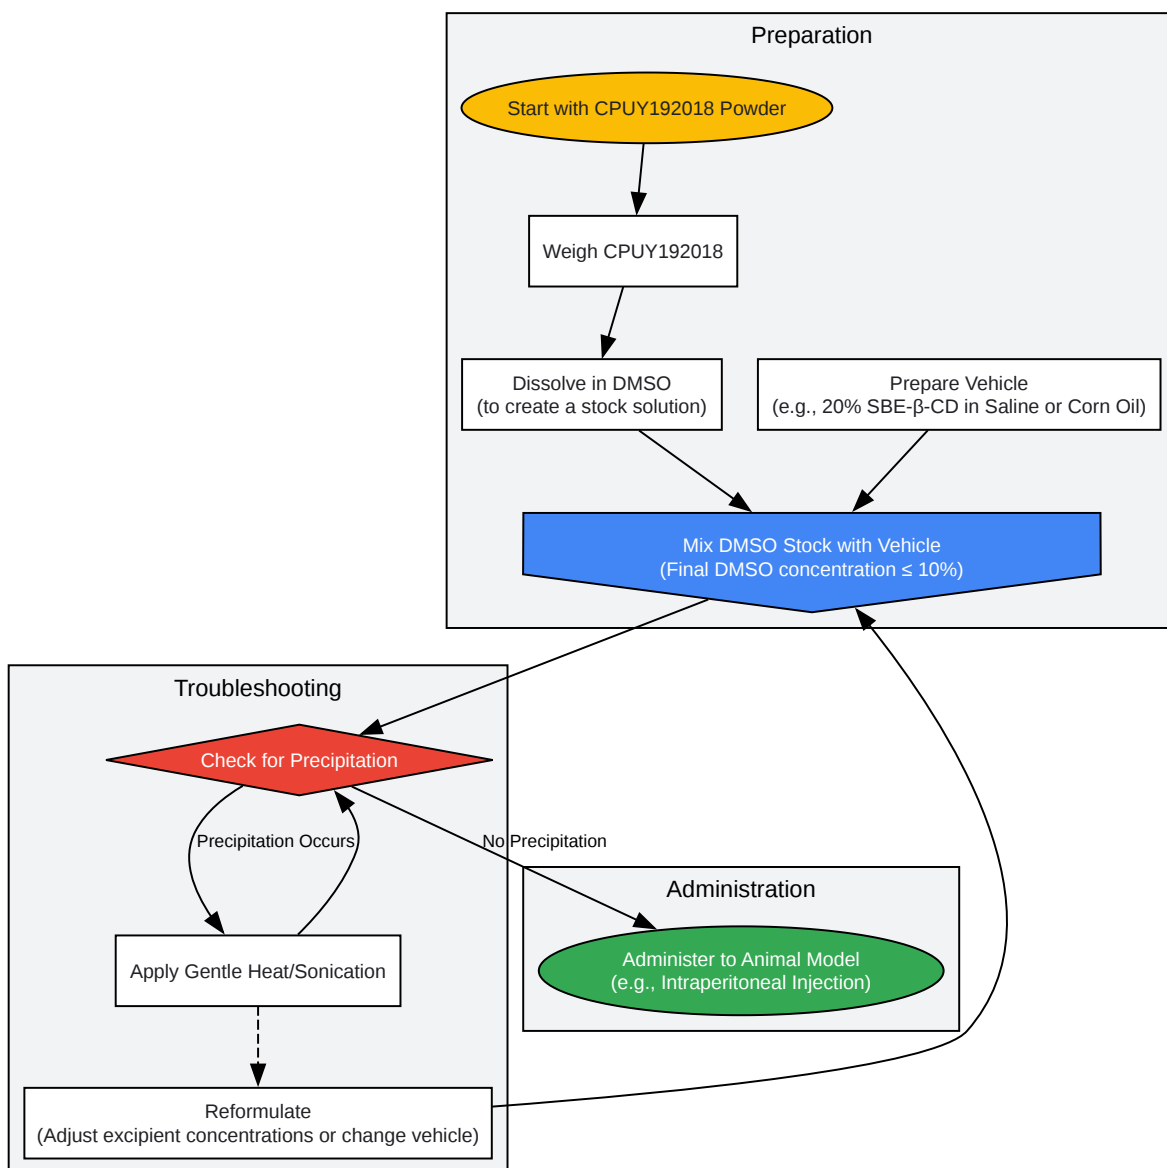 Preparation
Start with CPUY192018 Powder
Weigh CPUY192018
Dissolve in DMSO
(to create a stock solution)
Prepare Vehicle
(e.g., 20% SBE-β-CD in Saline or Corn Oil)
Mix DMSO Stock with Vehicle
(Final DMSO concentration ≤ 10%)
Troubleshooting
Check for Precipitation
Precipitation Occurs
No Precipitation
Apply Gentle Heat/Sonication
Reformulate
(Adjust excipient concentrations or change vehicle)
Administration
Administer to Animal Model
(e.g., Intraperitoneal Injection)